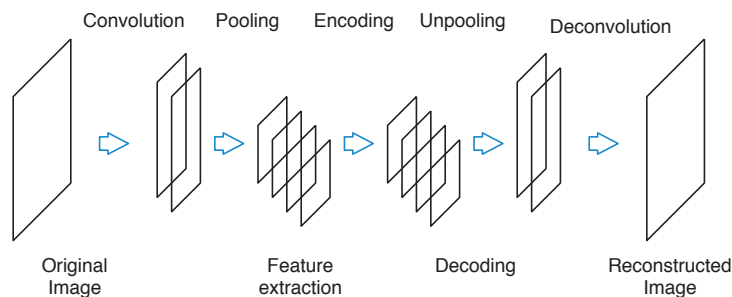 Convolution Pooling Encoding Unpooling Deconvolution
Original
Image
Feature
extraction
Decoding
Reconstructed
Image